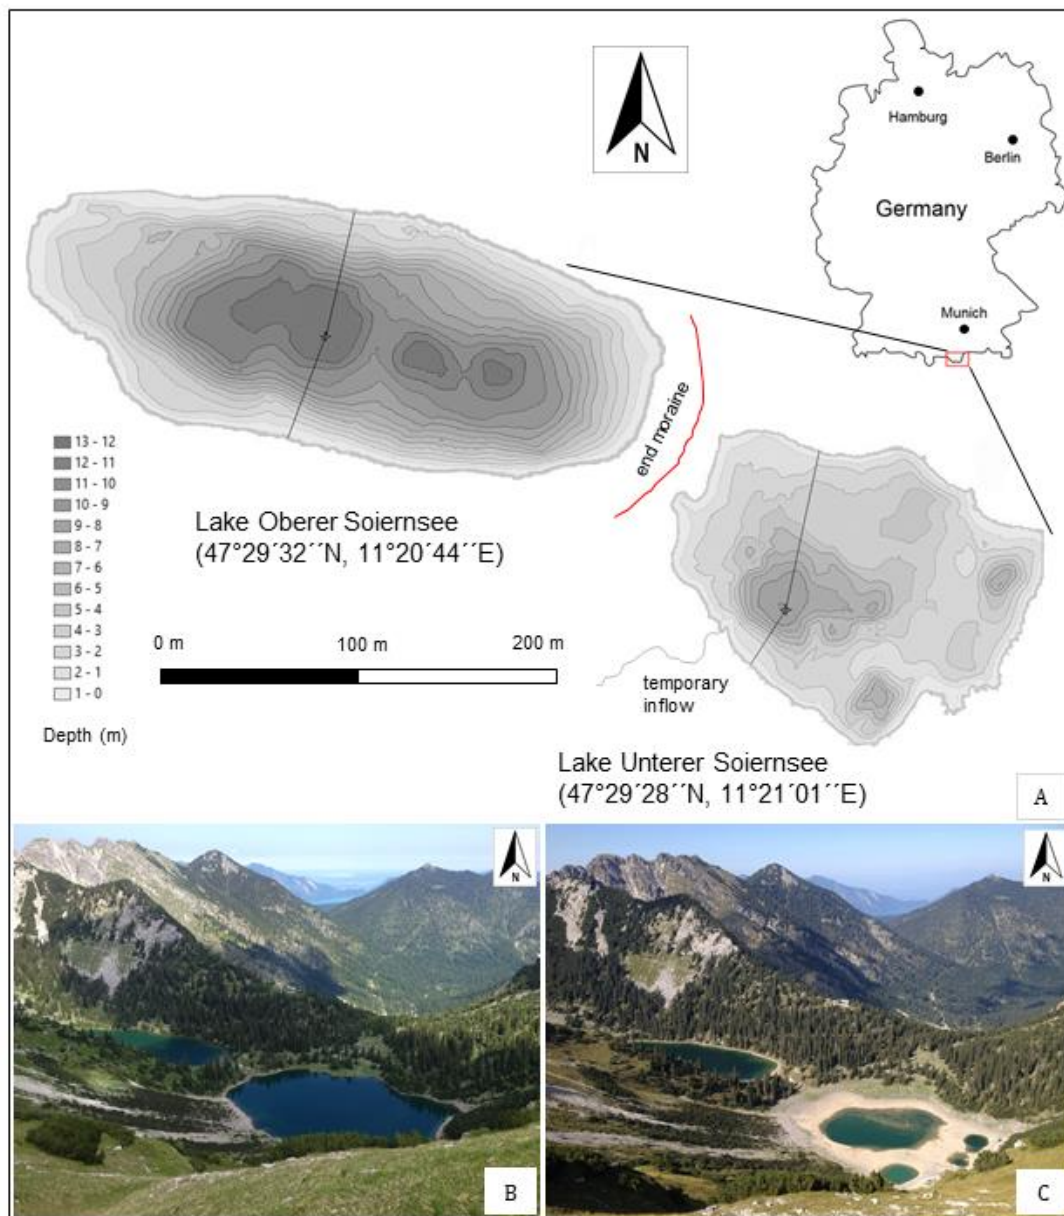 N
Hamburg
Berlin
Germany
Munich
end moraine
13 - 12
12 - 11
11 - 10
10 - 9
9 - 8
8 - 7
7 - 6
6 - 5
5 - 4
4 - 3
3 - 2
2 - 1
1 - 0
Depth (m)
Lake Oberer Soiernsee
(47°29´32´´N, 11°20´44´´E)
0 m
100 m
200 m
temporary
inflow
Lake Unterer Soiernsee
(47°29´28´´N, 11°21´01´´E)
A
N
B
N
C